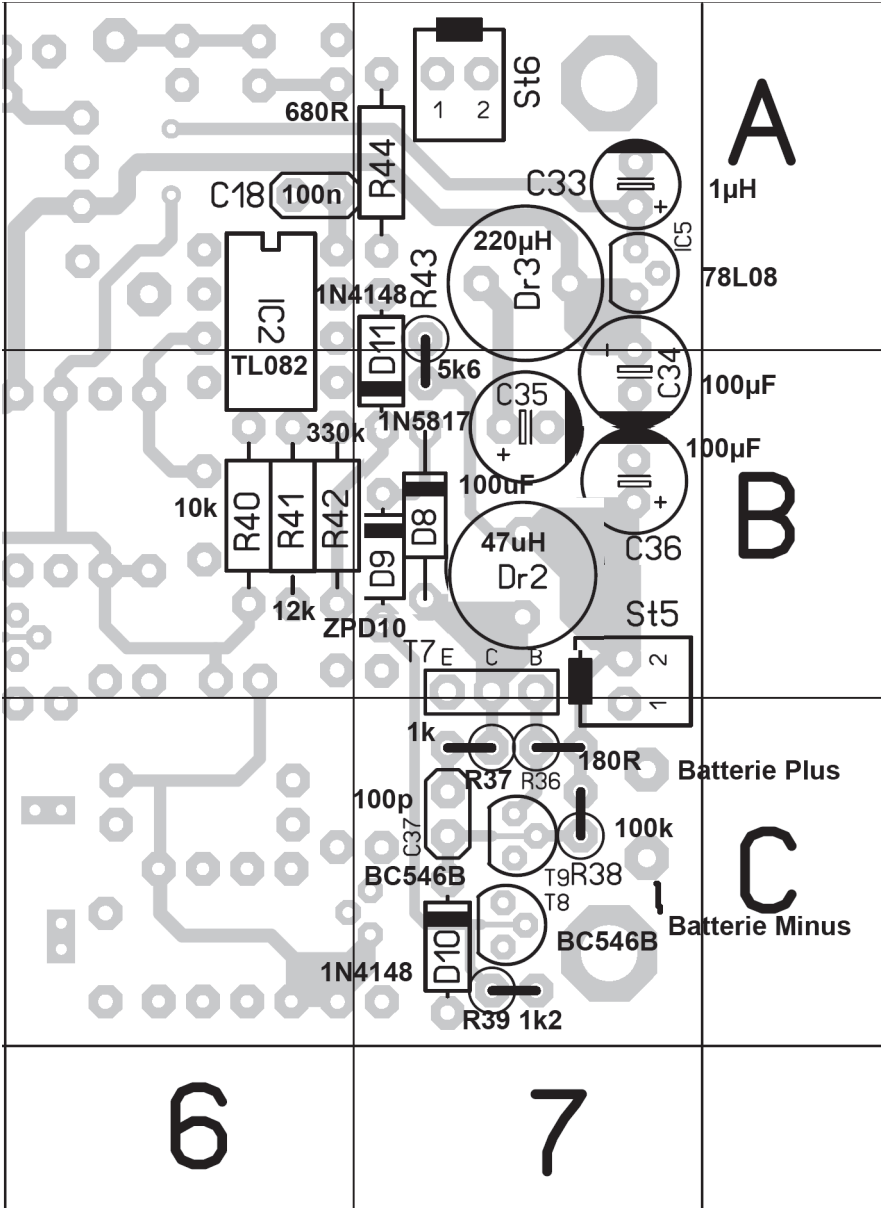 St6
1 2
A
680R
R44
C18
100n
C33
1µH
+
IC5
220µH
Dr3
78L08
R43
1N4148
IC2
TL082
D11
5k6
-
C34
100µF
C35
+
1N5817
330k
100µF
100uF
+
C36
B
10k
R40
R41
R42
D9
D8
47uH
Dr2
12k
ZPD10
St5
2
1
T7 E C B
1k
R37
R36
180R
Batterie Plus
100p
C37
100k
C
BC546B
T9
R38
T8
Batterie Minus
BC546B
D10
1N4148
R39 1k2
6
7